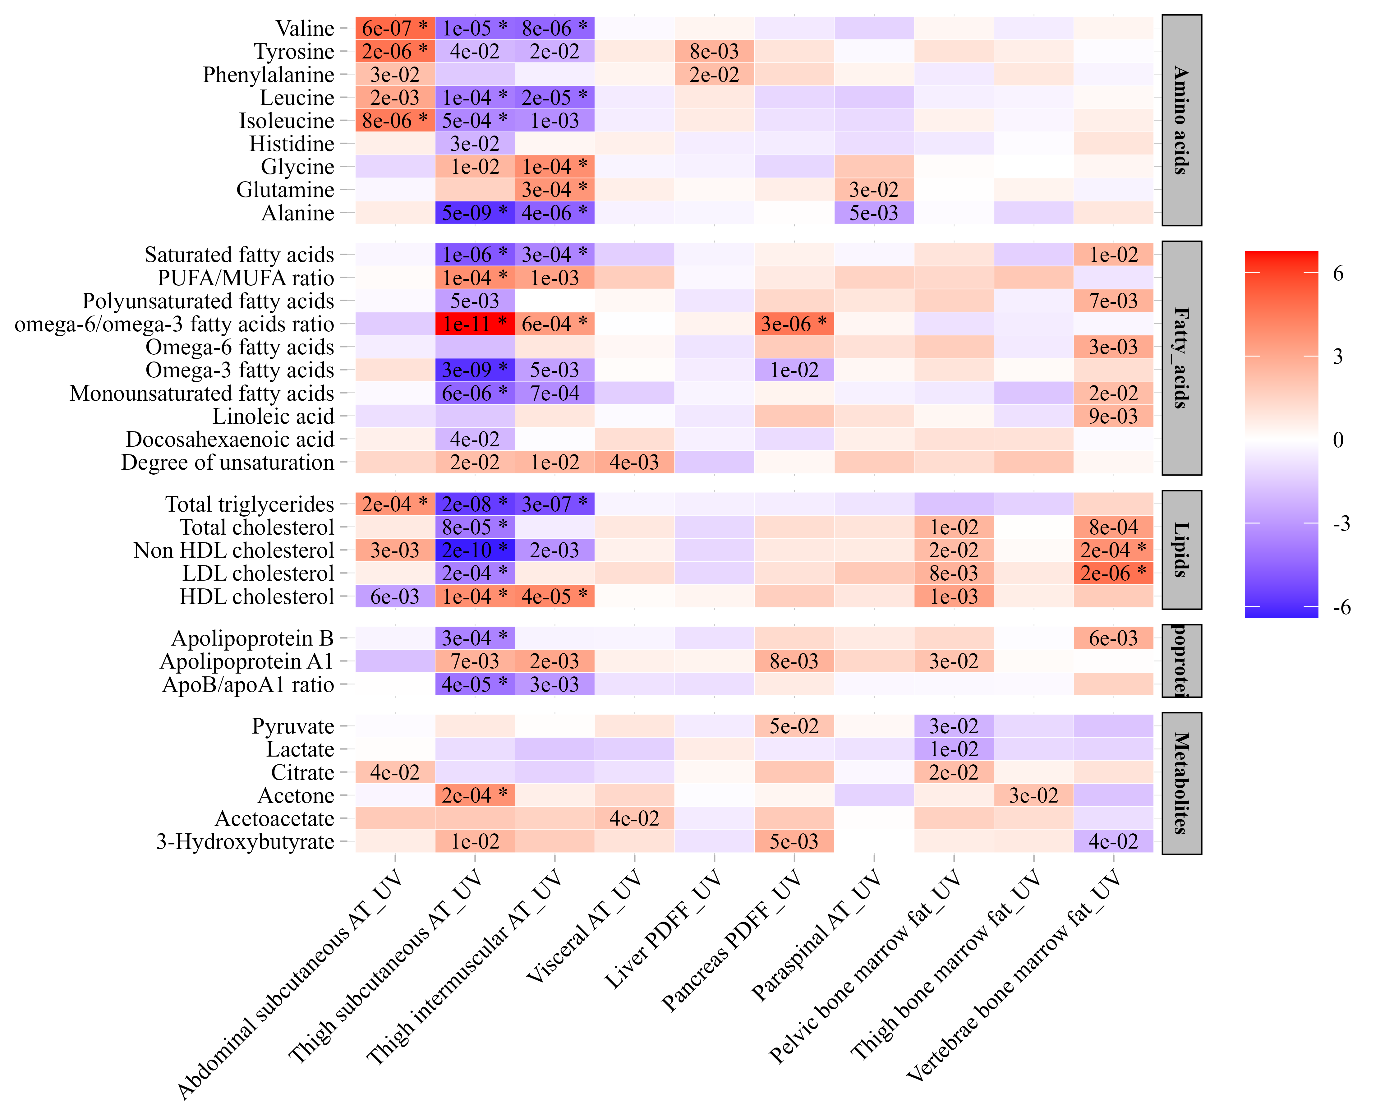 Valine 6e-07 * 1e-05 * 8e-06 *
Tyrosine 2e-06 * 4e-02 2e-02 8e-03
Phenylalanine 3e-02 2e-02
Leucine 2e-03 1e-04 * 2e-05 *
Isoleucine 8e-06 * 5e-04 * 1e-03
Histidine 3e-02
Glycine 1e-02 1e-04 *
Glutamine 3e-04 * 3e-02
Alanine 5e-09 * 4e-06 * 5e-03
Amino acids
Saturated fatty acids 1e-06 * 3e-04 * 1e-02
PUFA/MUFA ratio 1e-04 * 1e-03
Polyunsaturated fatty acids 5e-03 7e-03
omega-6/omega-3 fatty acids ratio 1e-11 * 6e-04 * 3e-06 *
Omega-6 fatty acids 3e-03
Omega-3 fatty acids 3e-09 * 5e-03 1e-02
Monounsaturated fatty acids 6e-06 * 7e-04 2e-02
Linoleic acid 9e-03
Docosahexaenoic acid 4e-02
Degree of unsaturation 2e-02 1e-02 4e-03
Fatty_acids
Total triglycerides 2e-04 * 2e-08 * 3e-07 *
Total cholesterol 8e-05 * 1e-02 8e-04
Non HDL cholesterol 3e-03 2e-10 * 2e-03 2e-02 2e-04 *
LDL cholesterol 2e-04 * 8e-03 2e-06 *
HDL cholesterol 6e-03 1e-04 * 4e-05 * 1e-03
Lipids
Apolipoprotein B 3e-04 * 6e-03
Apolipoprotein A1 7e-03 2e-03 8e-03 3e-02
ApoB/apoA1 ratio 4e-05 * 3e-03
poprotei
Pyruvate 5e-02 3e-02
Lactate 1e-02
Citrate 4e-02 2e-02
Acetone 2e-04 * 3e-02
Acetoacetate 4e-02
3-Hydroxybutyrate 1e-02 5e-03 4e-02
Metabolites
Abdominal subcutaneous AT_UV
Thigh subcutaneous AT_UV
Thigh intermuscular AT_UV
Visceral AT_UV
Liver PDFF_UV
Pancreas PDFF_UV
Paraspinal AT_UV
Pelvic bone marrow fat_UV
Thigh bone marrow fat_UV
Vertebrae bone marrow fat_UV
6
3
0
-3
-6